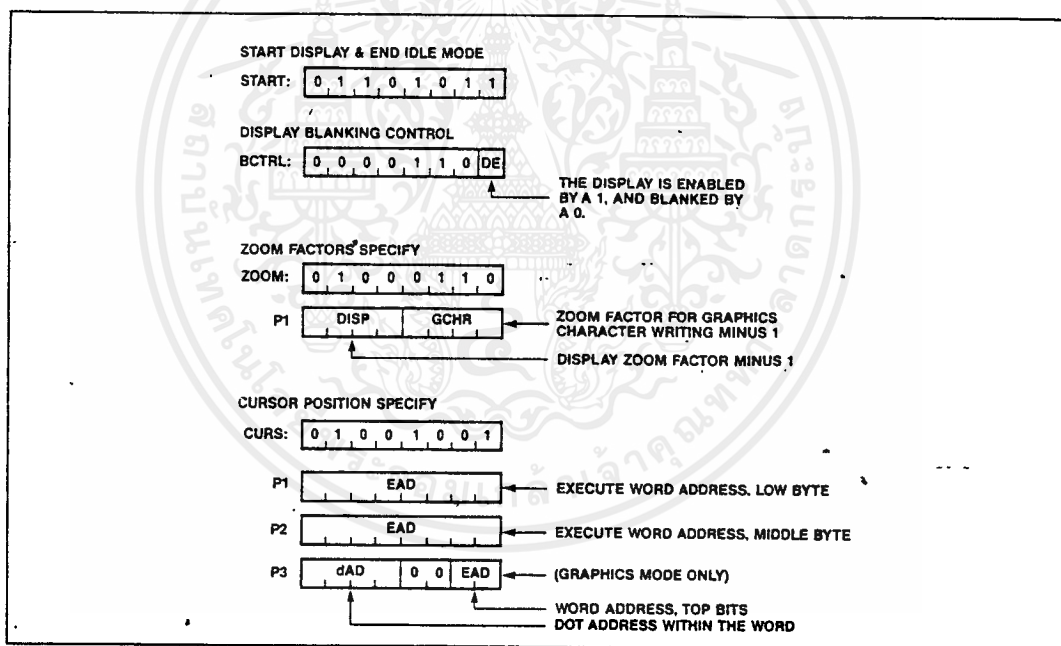 START DISPLAY & END IDLE MODE
START: 0 1 1 0 1 0 1 1
DISPLAY BLANKING CONTROL
BCTRL: 0 0 0 0 1 1 0 DE
THE DISPLAY IS ENABLED
BY A 1, AND BLANKED BY
A 0.
ZOOM FACTORS SPECIFY
ZOOM: 0 1 0 0 0 1 1 0
P1 DISP GCHR ZOOM FACTOR FOR GRAPHICS
CHARACTER WRITING MINUS 1
DISPLAY ZOOM FACTOR MINUS 1
CURSOR POSITION SPECIFY
CURS: 0 1 0 0 1 0 0 1
P1 EAD EXECUTE WORD ADDRESS, LOW BYTE
P2 EAD EXECUTE WORD ADDRESS, MIDDLE BYTE
P3 dAD 0 0 EAD (GRAPHICS MODE ONLY)
WORD ADDRESS, TOP BITS
DOT ADDRESS WITHIN THE WORD